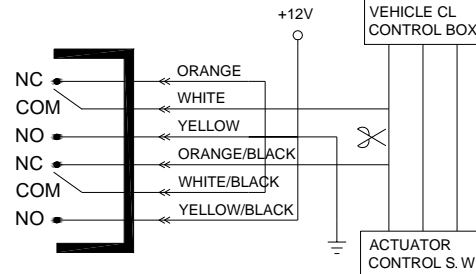 +12V
VEHICLE CL
CONTROL BOX
NC
ORANGE
COM
WHITE
NO
YELLOW
NC
ORANGE/BLACK
COM
WHITE/BLACK
NO
YELLOW/BLACK
ACTUATOR
CONTROL S. W